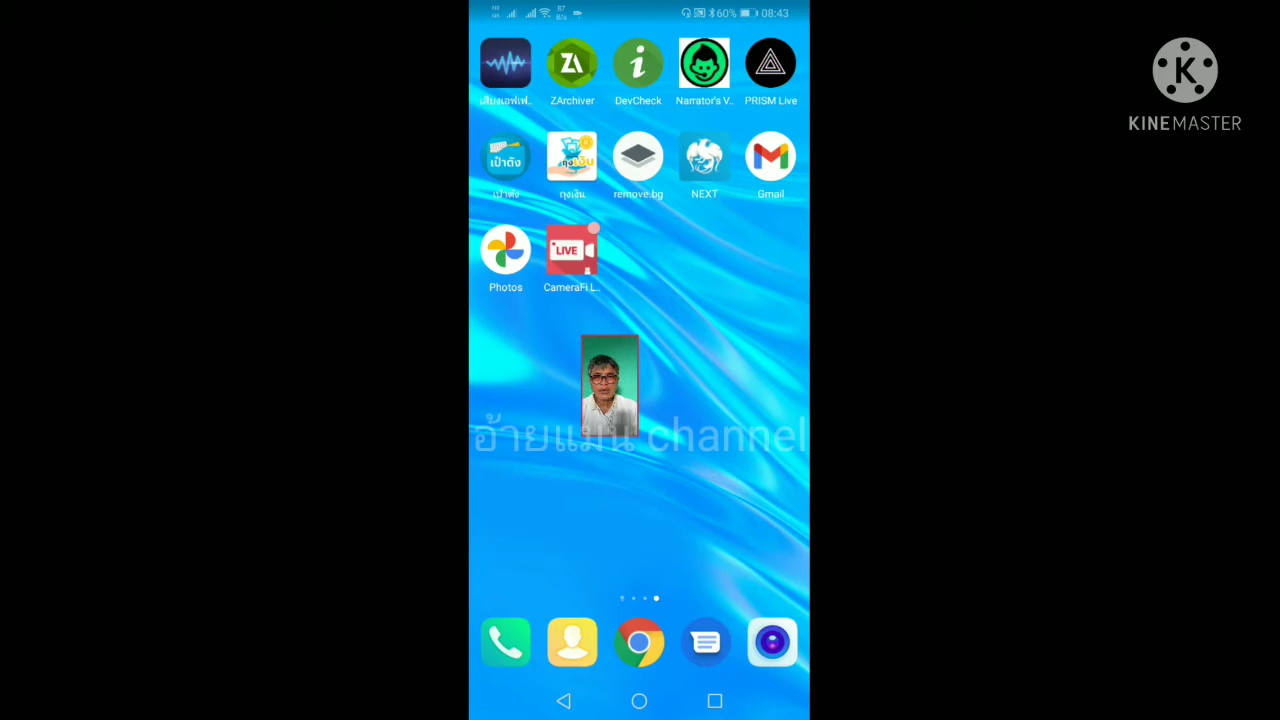 60% 08:43
K
KINEMASTER
ZArchiver DevCheck Narrator's V.. PRISM Live
เป๋าตัง ถุงเงิน
เป๋าตัง ถุงเงิน remove.bg NEXT Gmail
LIVE
Photos CameraFi L..
อ้ายแมน channel